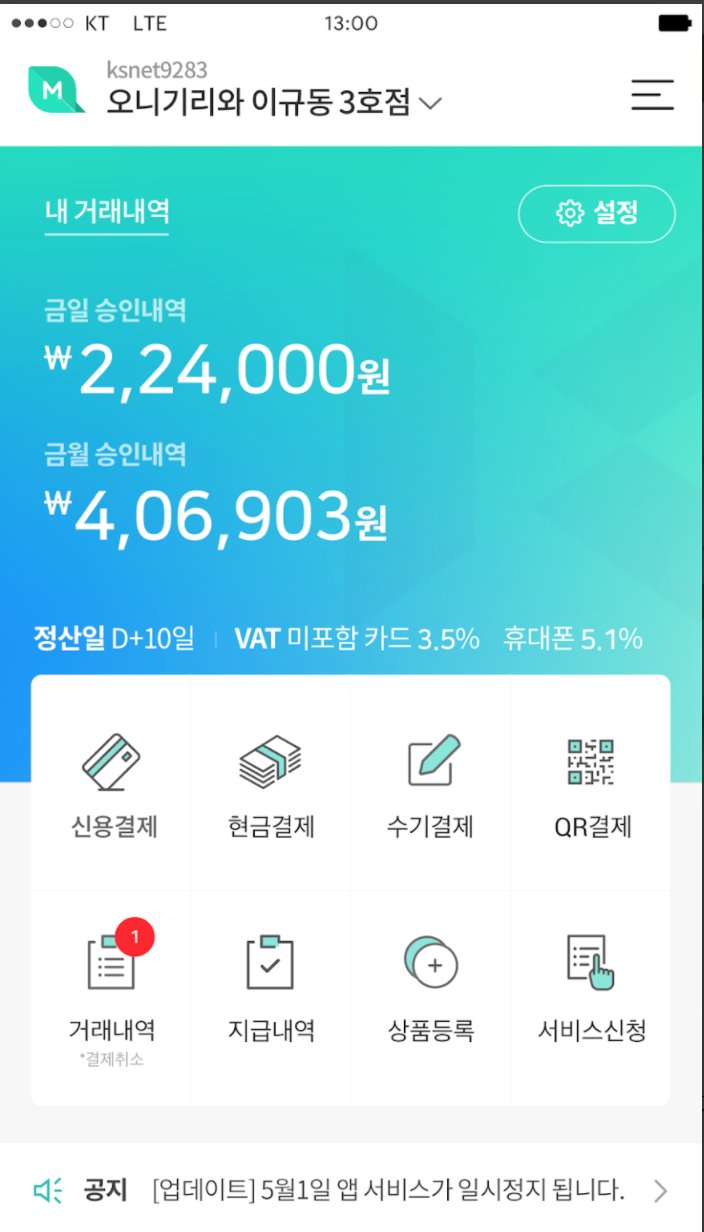 KT LTE 13:00
M
ksnet9283
오니기리와 이규동 3호점
내 거래내역
설정
금일 승인내역
₩2,24,000원
금월 승인내역
₩4,06,903원
정산일 D+10일 VAT 미포함 카드 3.5% 휴대폰 5.1%
신용결제 현금결제 수기결제 QR결제
1
거래내역 지급내역 상품등록 서비스신청
*결제취소
공지 [업데이트] 5월1일 앱 서비스가 일시정지 됩니다.